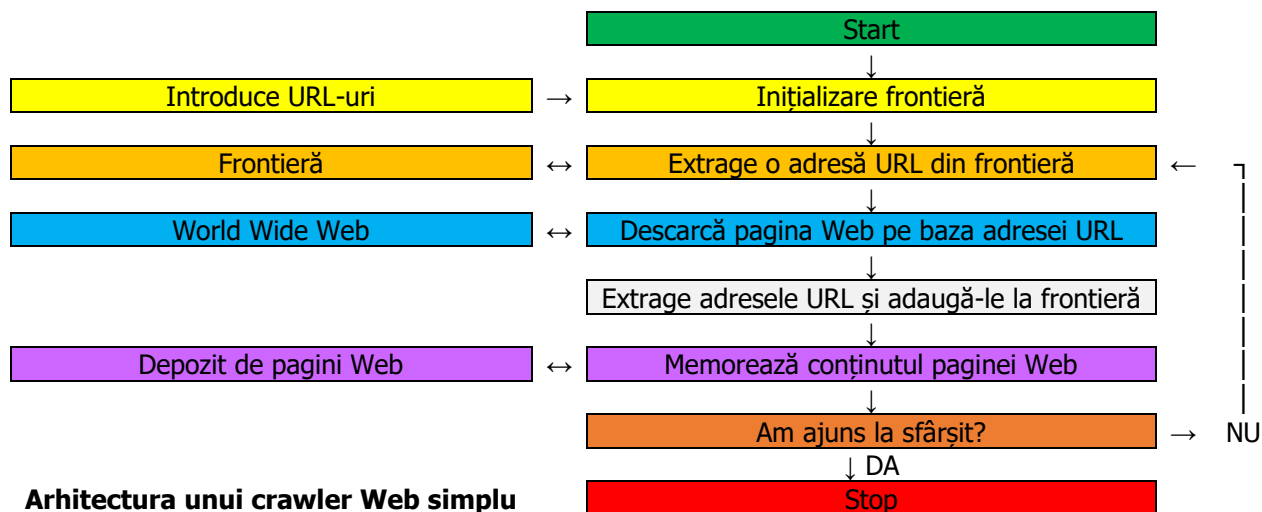 Start
↓
Introduce URL-uri → Inițializare frontieră
↓
Frontieră ↔ Extrage o adresă URL din frontieră ← ┐
↓ |
World Wide Web ↔ Descarcă pagina Web pe baza adresei URL |
↓ |
Extrage adresele URL și adaugă-le la frontieră |
↓ |
Depozit de pagini Web ↔ Memorează conținutul paginei Web |
↓ |
Am ajuns la sfârșit? → NU
↓ DA
Arhitectura unui crawler Web simplu Stop